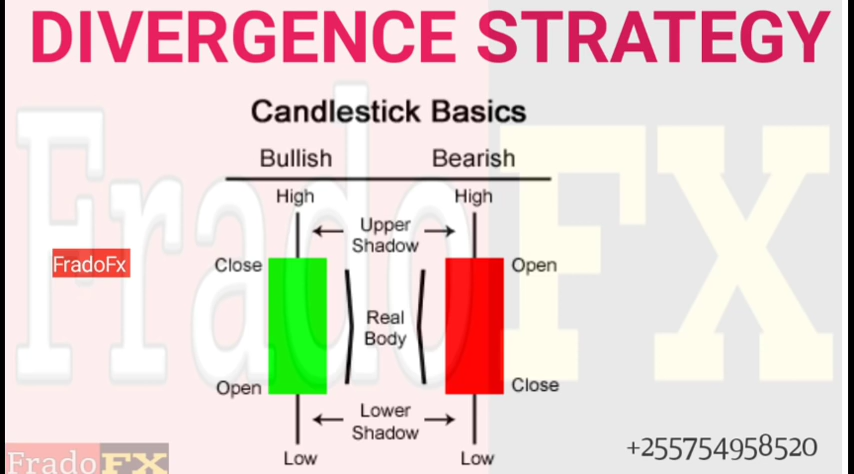 DIVERGENCE STRATEGY
Candlestick Basics
Bullish Bearish
High High
Upper
Shadow
Close Open
FradoFx
Real
Body
Open Close
Lower
Shadow
Low Low
+255754958520
FradoFX
FradoFX